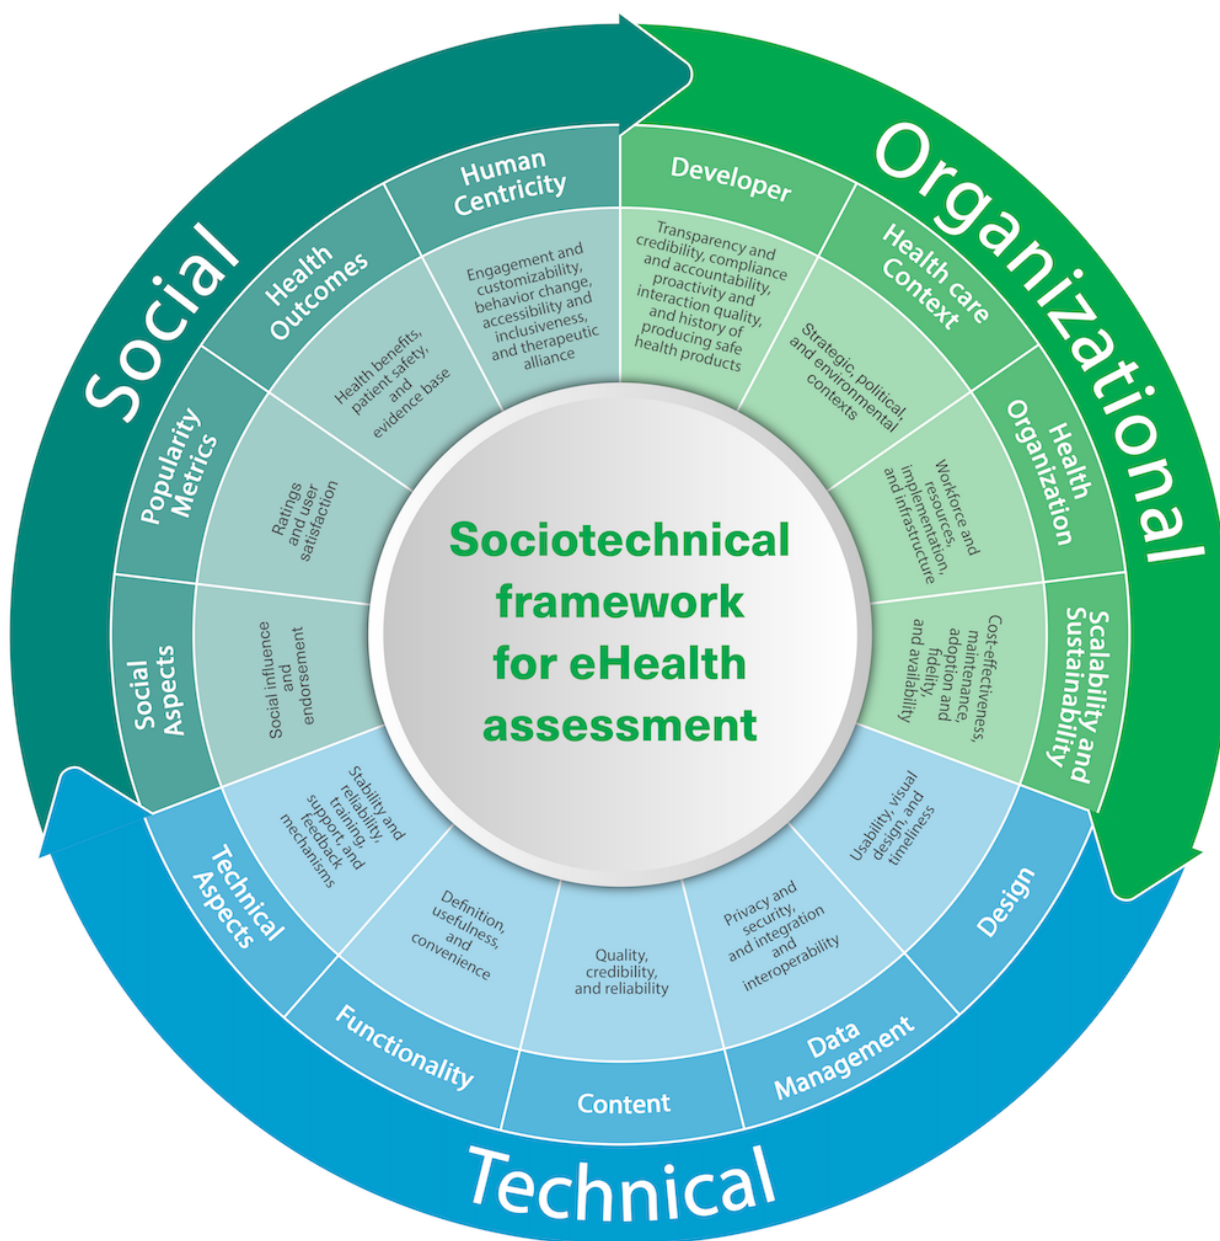 Sociotechnical
framework
for eHealth
assessment
Organizational
Developer
Transparency and
credibility, compliance
and accountability,
proactivity and
interaction quality,
and history of
producing safe
health products
Health care
Context
Strategic, political,
and environmental
contexts
Health
Organization
Workforce and
resources,
implementation,
and infrastructure
Scalability and
Sustainability
Cost-effectiveness,
maintenance,
adoption and
fidelity,
and availability
Technical
Design
Usability, visual
design, and
timeliness
Data
Management
Privacy and
security,
and integration
and
interoperability
Content
Quality,
credibility,
and reliability
Functionality
Definition,
usefulness,
and
convenience
Technical
Aspects
Stability and
reliability,
training,
support, and
feedback
mechanisms
Social
Social
Aspects
Social influence
and
endorsement
Popularity
Metrics
Ratings
and user
satisfaction
Health
Outcomes
Health benefits,
patient safety,
and
evidence base
Human
Centricity
Engagement and
customizability,
behavior change,
accessibility and
inclusiveness,
and therapeutic
alliance